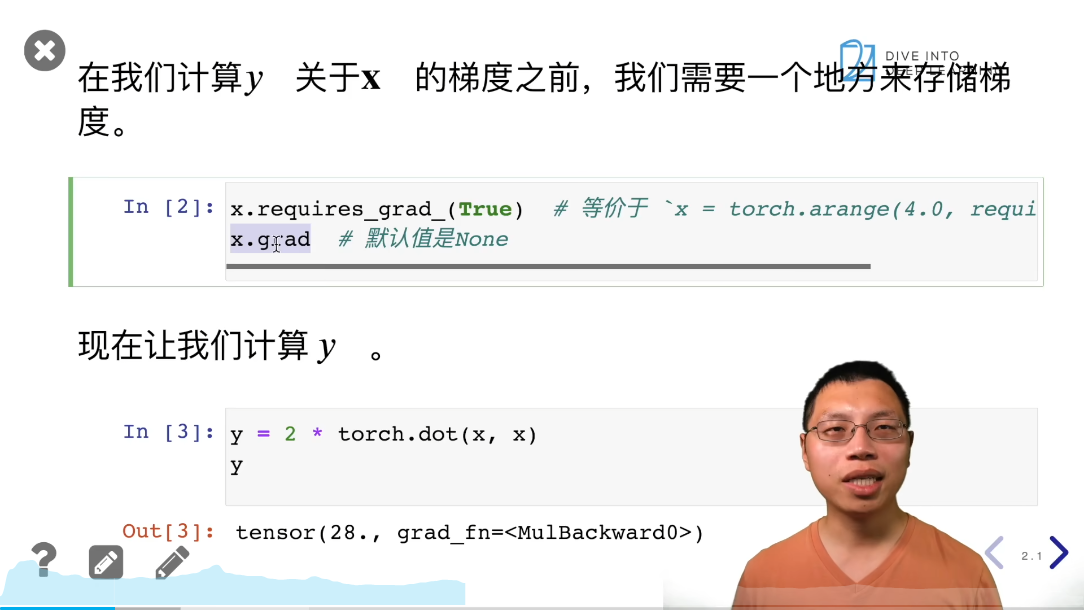 DIVE INTO
在我们计算y 关于x 的梯度之前，我们需要一个地方来存储梯
度。
In [2]: x.requires_grad_(True) # 等价于 `x = torch.arange(4.0, requi
x.grad # 默认值是None
现在让我们计算 y 。
In [3]: y = 2 * torch.dot(x, x)
y
Out[3]: tensor(28., grad_fn=<MulBackward0>)
?
2.1